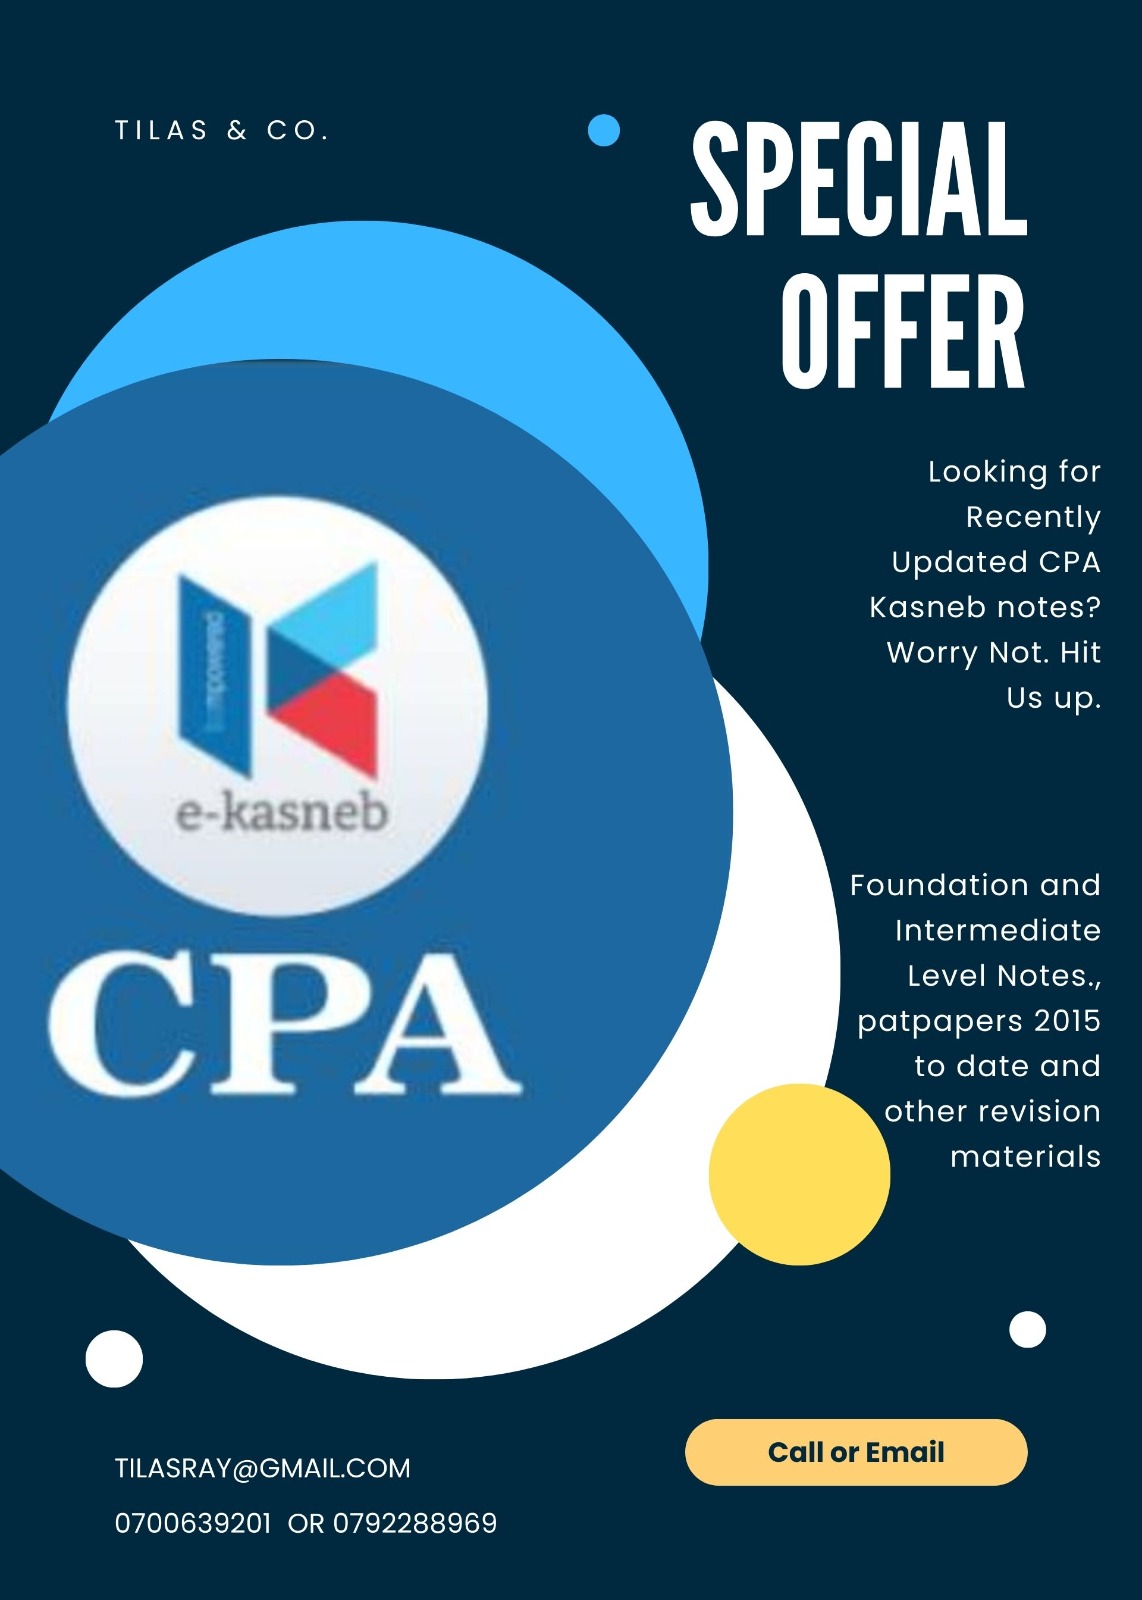 TILAS & CO.
SPECIAL
OFFER
Looking for
Recently
Updated CPA
Kasneb notes?
Worry Not. Hit
Us up.
empowered
e-kasneb
CPA
Foundation and
Intermediate
Level Notes.,
patpapers 2015
to date and
other revision
materials
Call or Email
TILASRAY@GMAIL.COM
0700639201 OR 0792288969